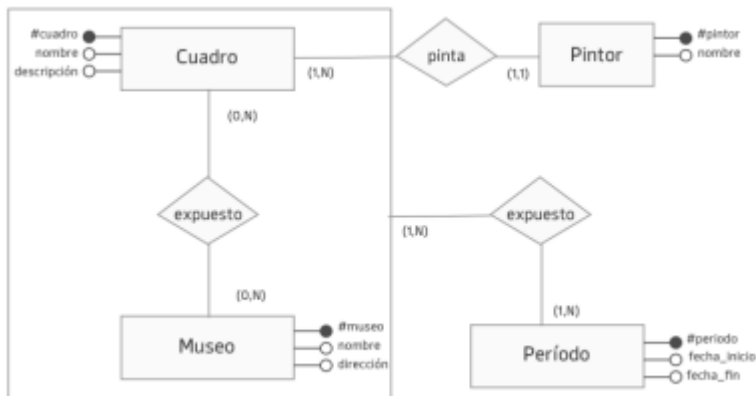 #cuadro
nombre
descripción
Cuadro
(1,N)
pinta
(1,1)
Pintor
#pintor
nombre
(0,N)
expuesto
(1,N)
expuesto
(0,N)
(1,N)
Museo
#museo
nombre
dirección
Período
#período
fecha_inicio
fecha_fin